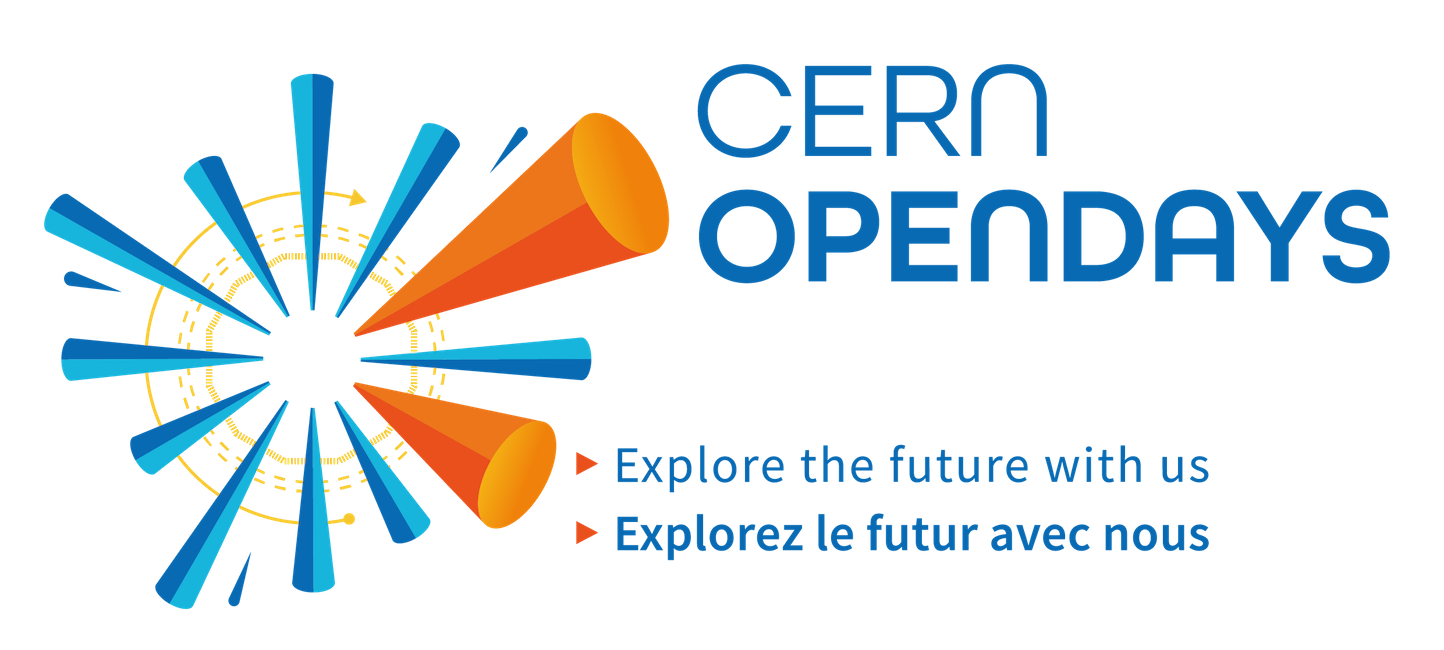 CERN
OPENDAYS
Explore the future with us
Explorez le futur avec nous